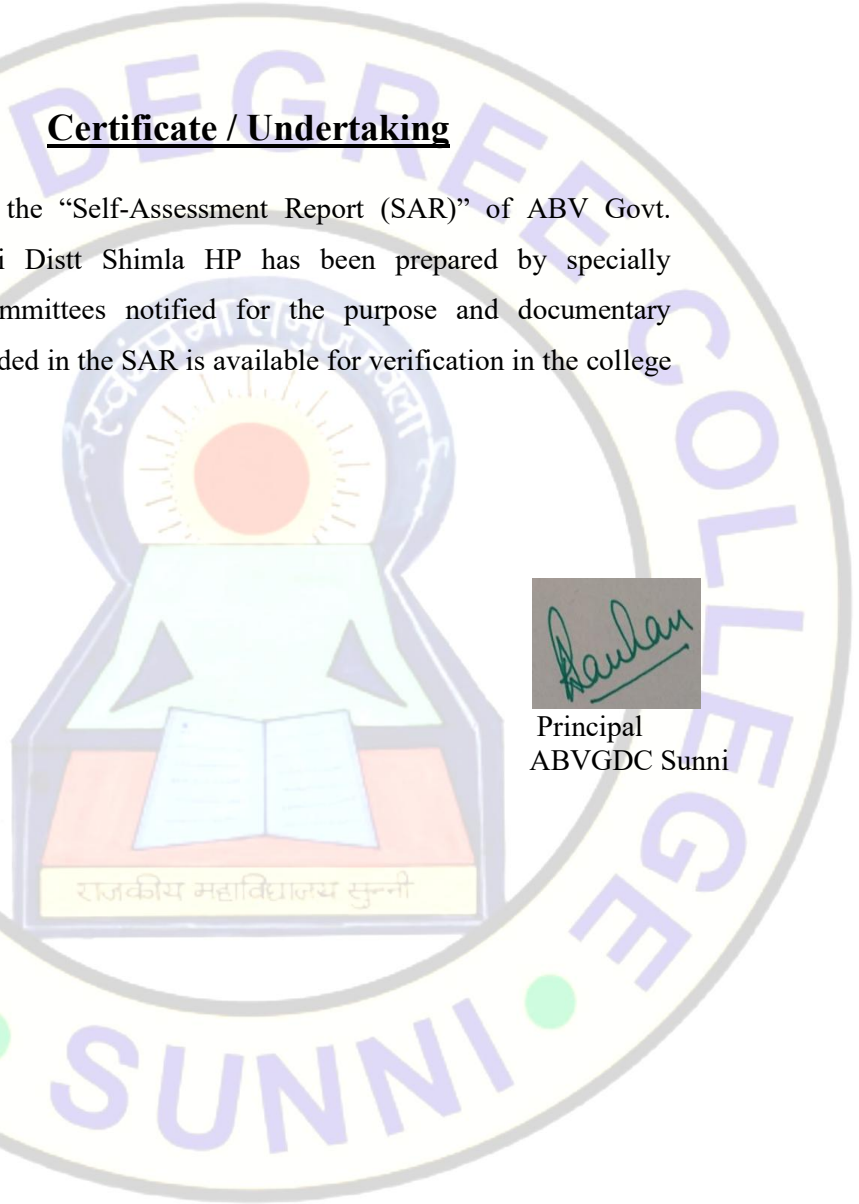 Certificate / Undertaking
the “Self-Assessment Report (SAR)” of ABV Govt.
i Distt Shimla HP has been prepared by specially
mmittees notified for the purpose and documentary
ded in the SAR is available for verification in the college
Principal
ABVGDC Sunni
DEGREE COLLEGE
राजकीय महाविद्यालय सुन्नी
SUNNI